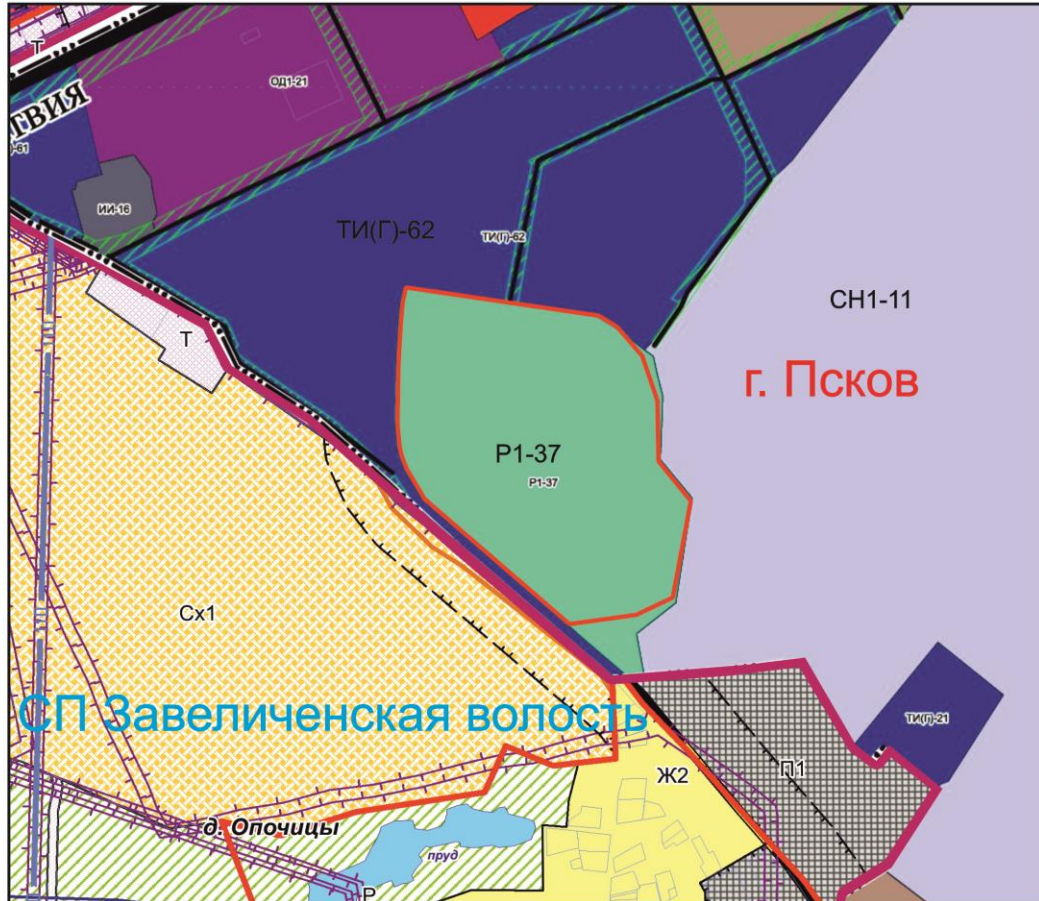 Т
ОД1-21
ТВИЯ
-61
ИИ-16
ТИ(Г)-62
ТИ(Г)-62
СН1-11
Т
г. Псков
Р1-37
Р1-37
Сх1
СП Завеличенская волость
ТИ(Г)-21
Ж2
П1
д. Опочицы
пруд
Р